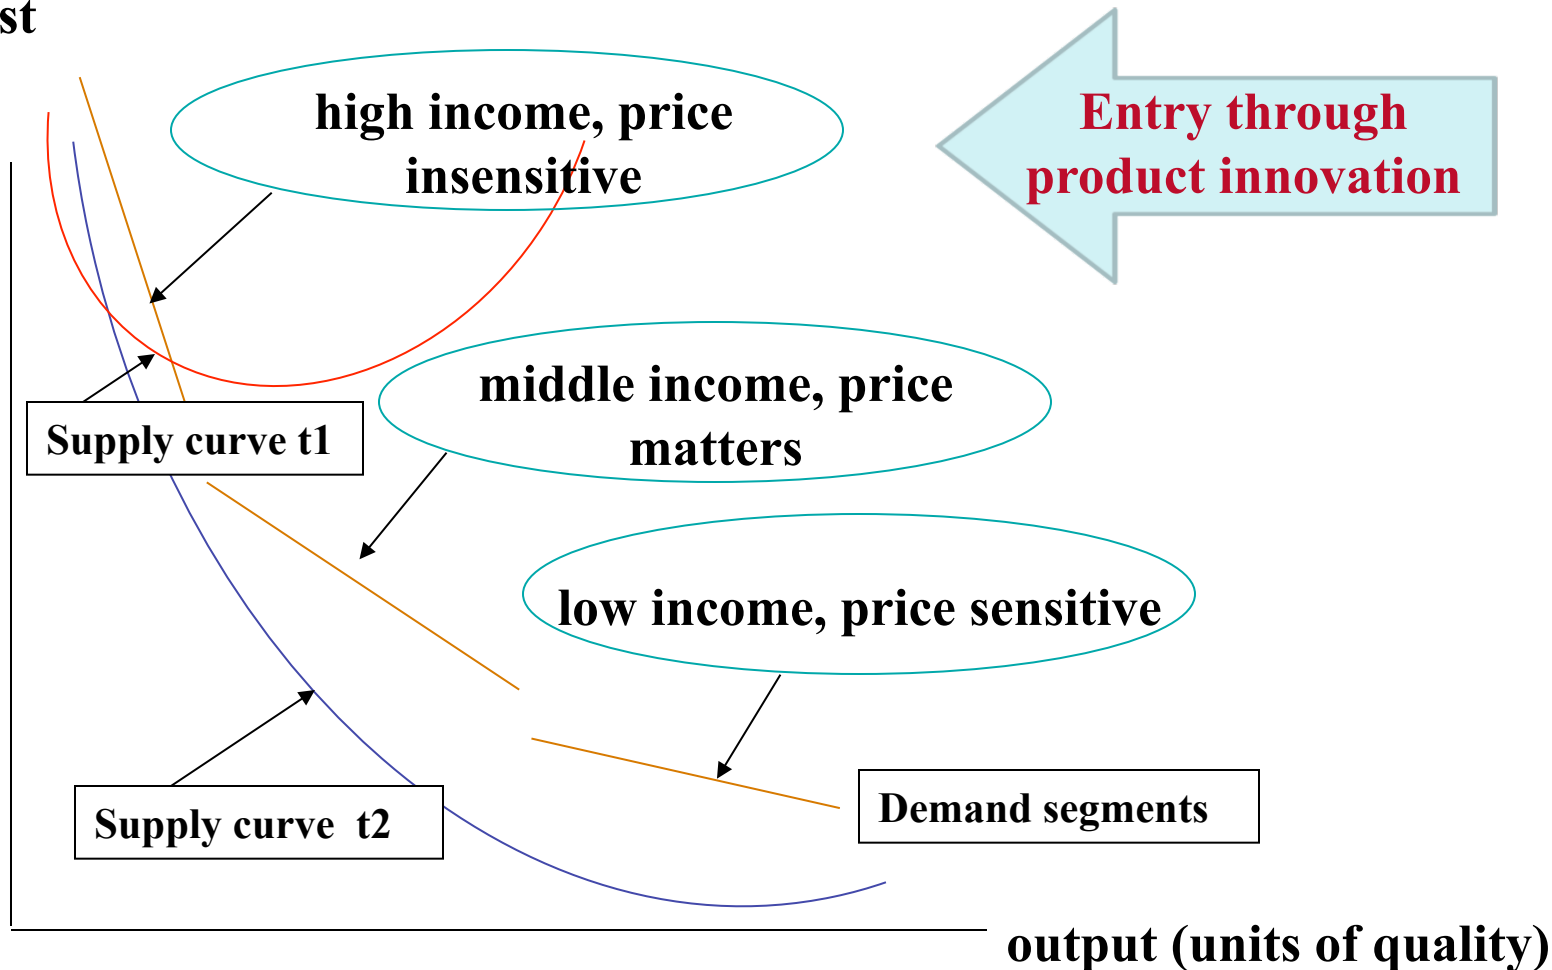 st
high income, price
insensitive
Entry through
product innovation
middle income, price
matters
Supply curve t1
low income, price sensitive
Demand segments
Supply curve t2
output (units of quality)